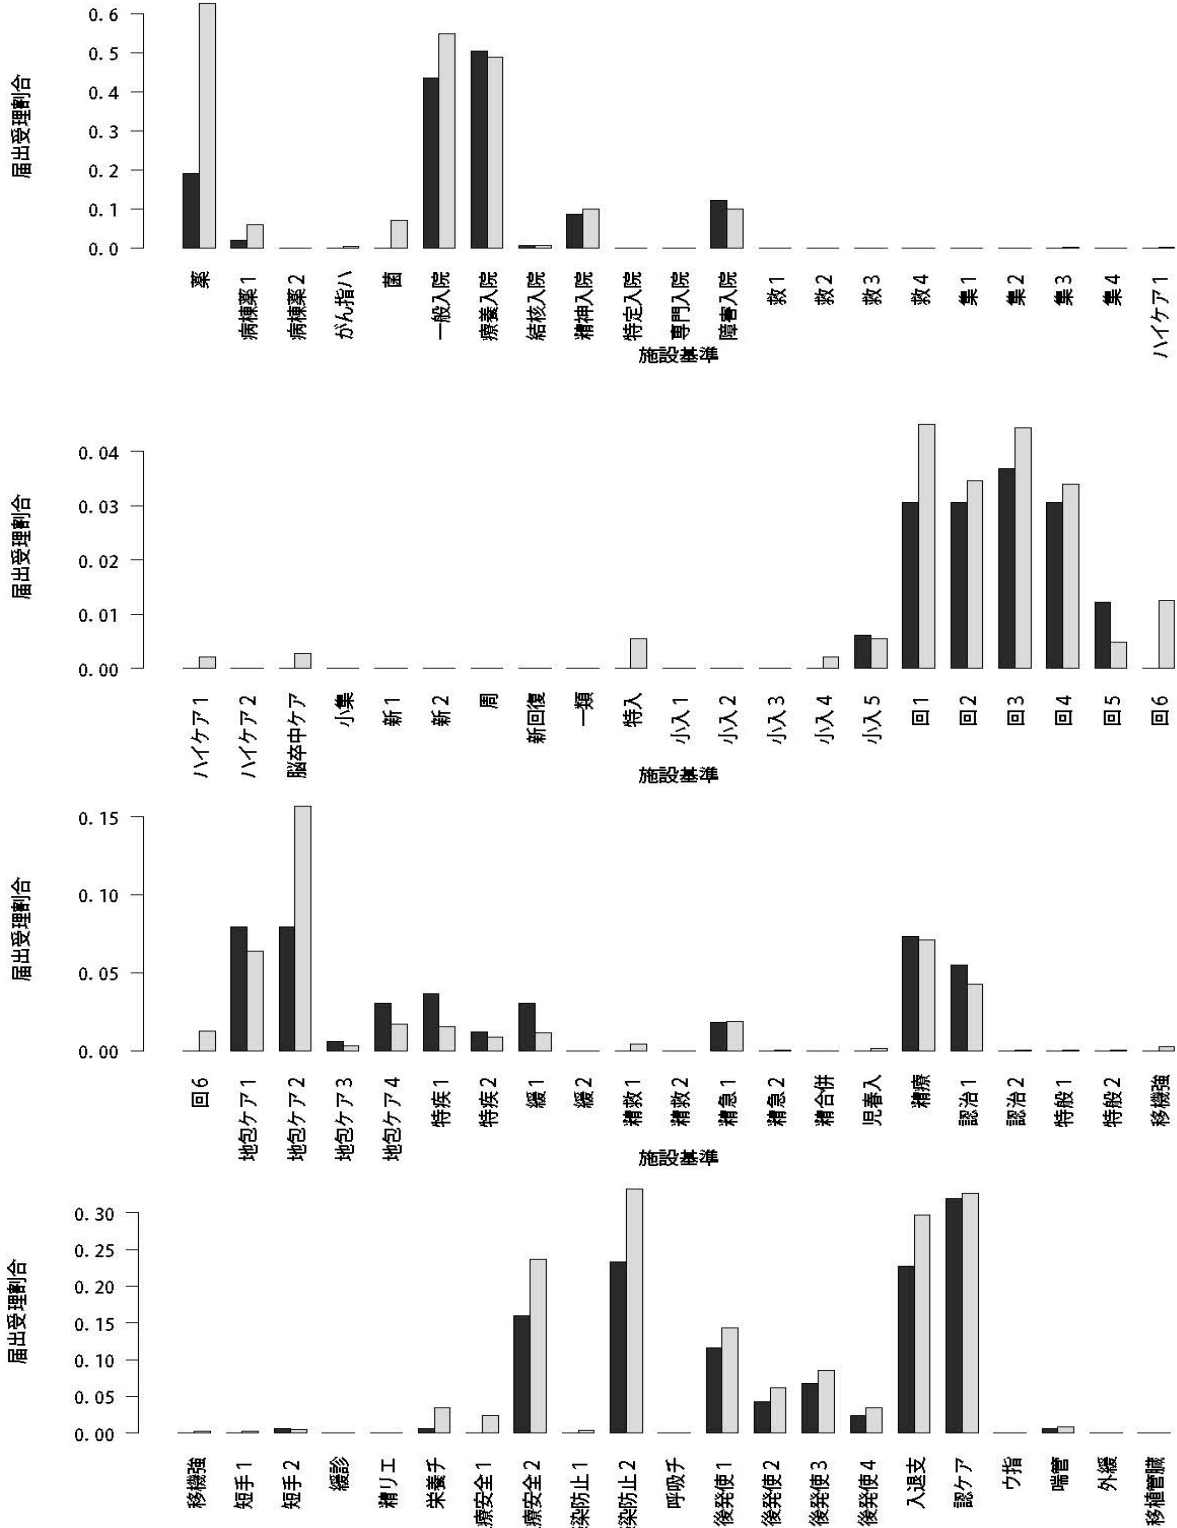 届出受理割合
0.6
0.5
0.4
0.3
0.2
0.1
0.0
薬
病棟薬1
病棟薬2
がん指ハ
菌
一般入院
療養入院
結核入院
精神入院
特定入院
専門入院
障害入院
救1
救2
救3
救4
集1
集2
集3
集4
ハイケア1
施設基準
届出受理割合
0.04
0.03
0.02
0.01
0.00
ハイケア1
ハイケア2
脳卒中ケア
小集
新1
新2
周
新回復
一類
特入
小入1
小入2
小入3
小入4
小入5
回1
回2
回3
回4
回5
回6
施設基準
届出受理割合
0.15
0.10
0.05
0.00
回6
地包ケア1
地包ケア2
地包ケア3
地包ケア4
特疾1
特疾2
緩1
緩2
精救1
精救2
精急1
精急2
精合併
児春入
精療
認治1
認治2
特般1
特般2
移機強
施設基準
届出受理割合
0.30
0.25
0.20
0.15
0.10
0.05
0.00
移機強
短手1
短手2
緩診
精リエ
栄養チ
療安全1
療安全2
染防止1
染防止2
呼吸チ
後発使1
後発使2
後発使3
後発使4
入退支
認ケア
ウ指
喘管
外緩
移植管臓